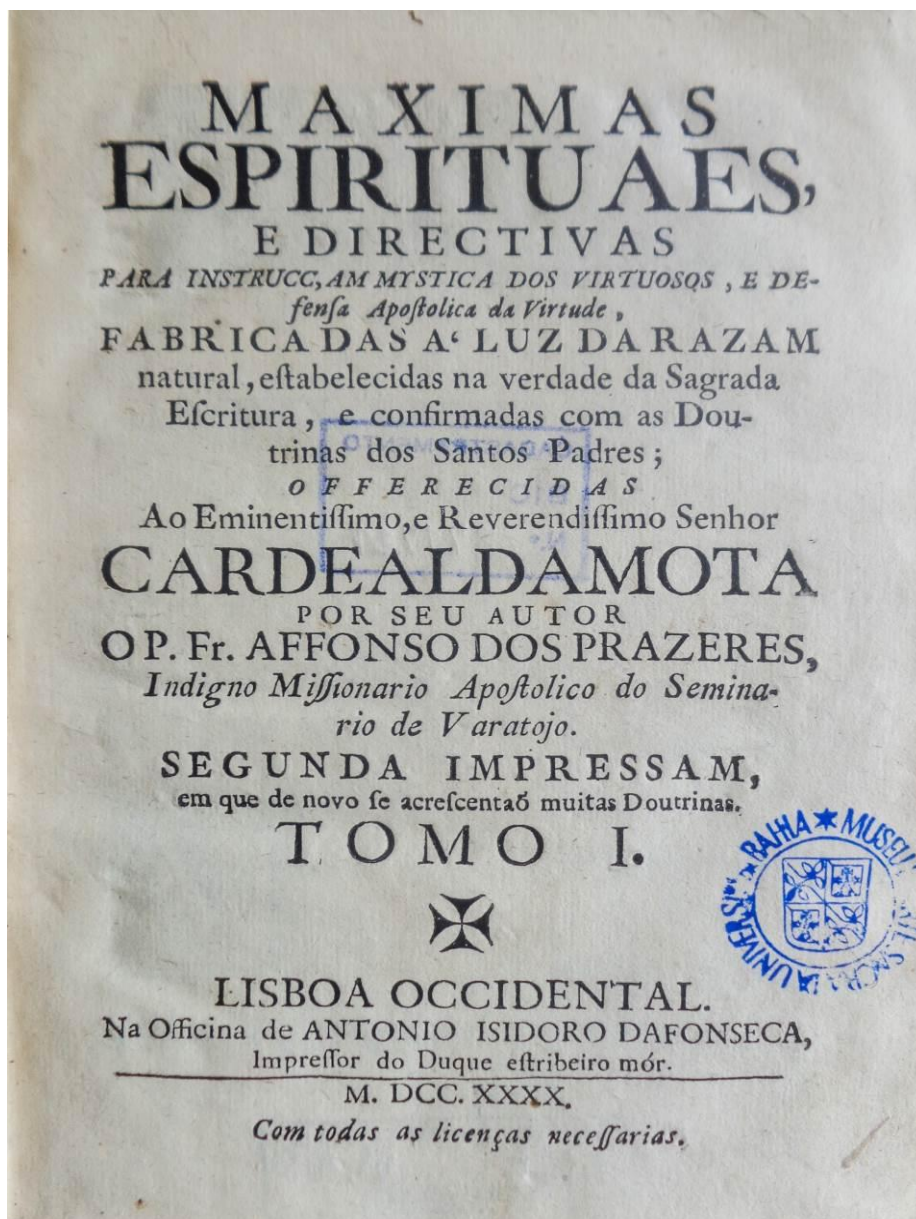 MAXIMAS
ESPIRITUAES,
E DIRECTIVAS
PARA INSTRUCC,AM MYSTICA DOS VIRTUOSOS , E DE-
fenſa Apoſtolica da Virtude ,
FABRICADAS A‘ LUZ DA RAZAM
natural , eſtabelecidas na verdade da Sagrada
Eſcritura , e confirmadas com as Dou-
trinas dos Santos Padres ;
OFFERECIDAS
Ao Eminentiſſimo, e Reverendiſſimo Senhor
CARDEAL DA MOTA
POR SEU AUTOR
O P. Fr. AFFONSO DOS PRAZERES,
Indigno Miſſionario Apoſtolico do Semina-
rio de Varatojo.
SEGUNDA IMPRESSAM,
em que de novo ſe acreſcentaõ muitas Doutrinas.
TOMO I.
LISBOA OCCIDENTAL.
Na Officina de ANTONIO ISIDORO DAFONSECA,
Impreſſor do Duque eſtribeiro mór.
M. DCC. XXXX.
Com todas as licenças neceſſarias.
BAHIA * MUSEU